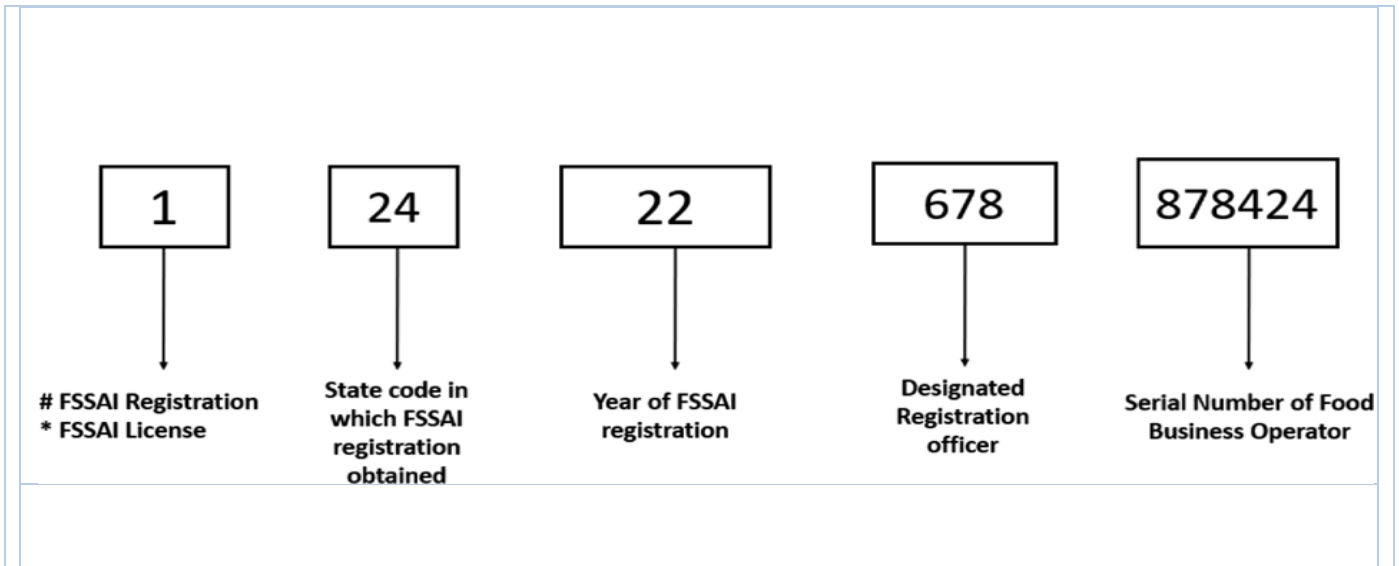 1
24
22
678
878424
# FSSAI Registration
* FSSAI License
State code in
which FSSAI
registration
obtained
Year of FSSAI
registration
Designated
Registration
officer
Serial Number of Food
Business Operator